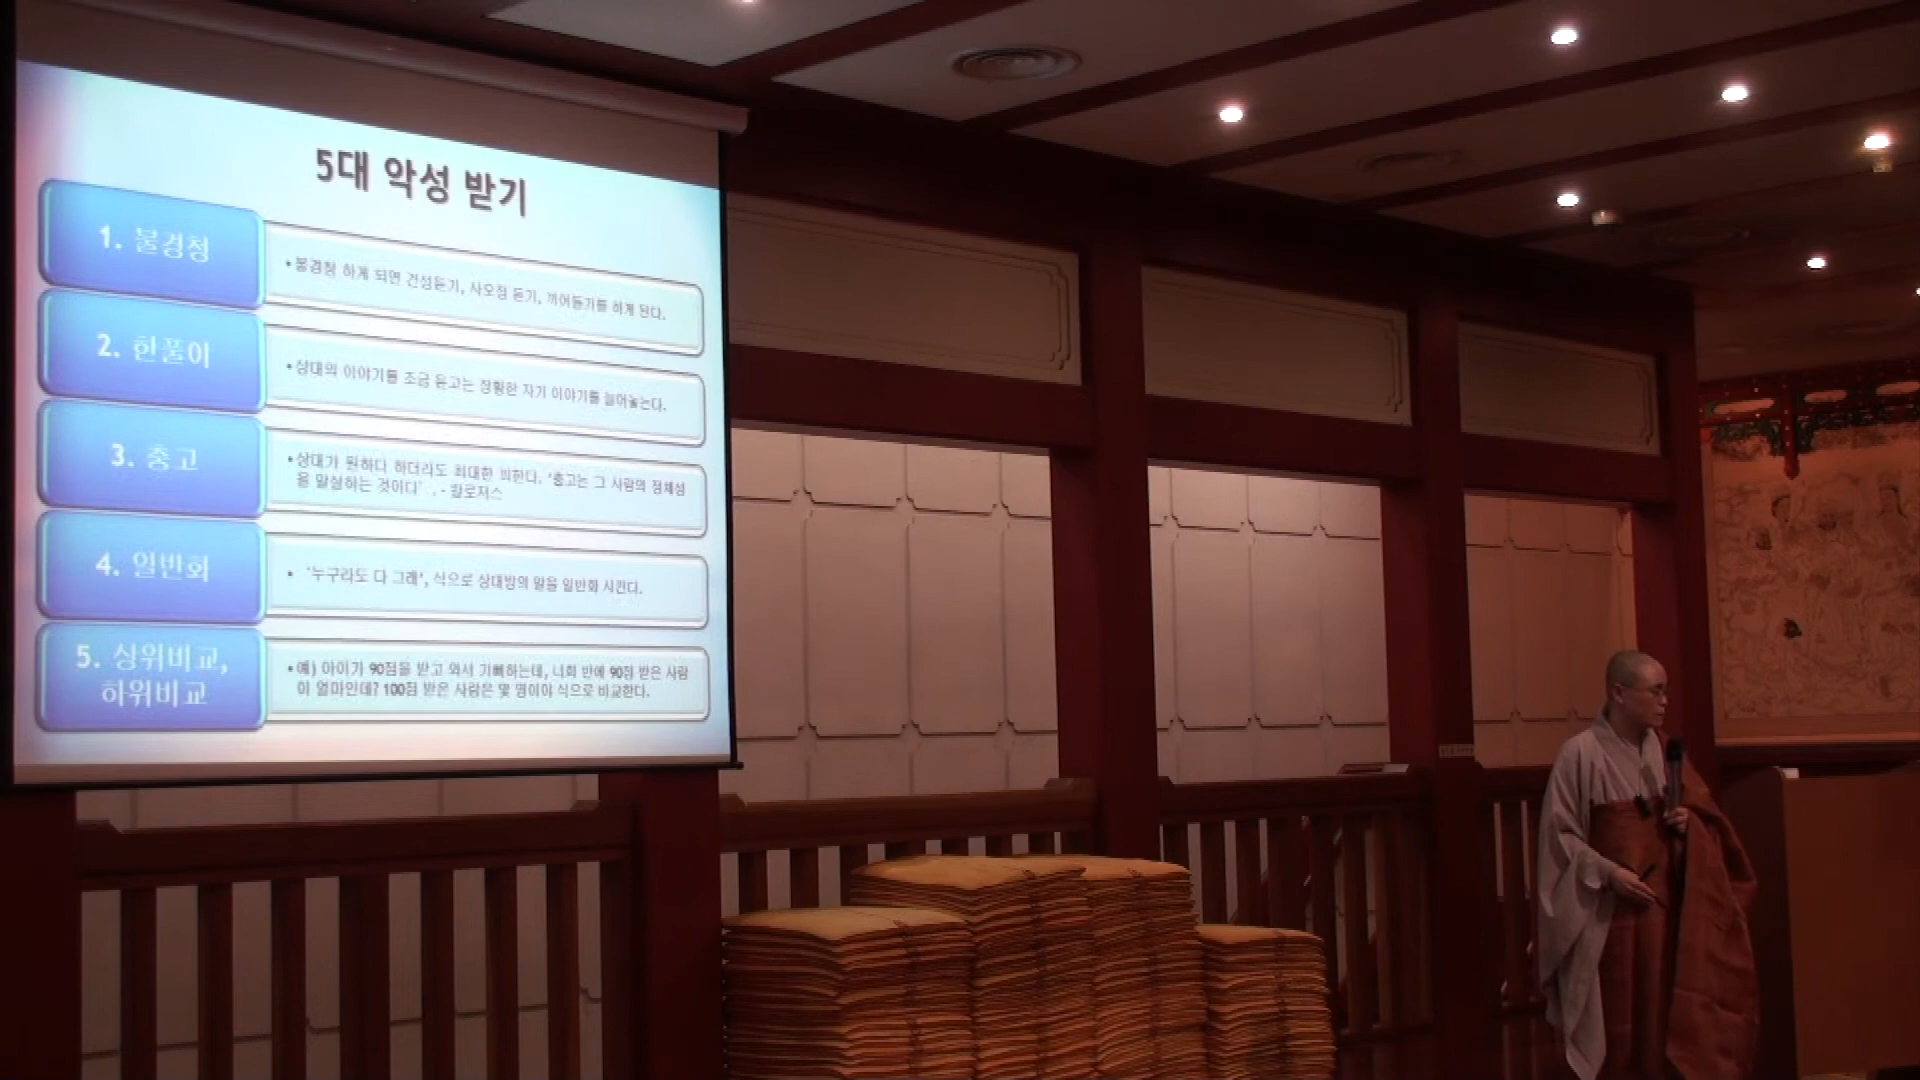 5대 악성 받기
1. 불경청
• 불경청 하게 되면 건성듣기, 사오정 듣기, 끼어듣기를 하게 된다.
2. 한풀이
• 상대의 이야기를 조금 듣고는 장황한 자기 이야기를 늘어놓는다.
3. 충고
• 상대가 원하다 하더라도 최대한 피한다. ‘충고는 그 사람의 정체성
을 말살하는 것이다’ . - 칼로저스
4. 일반화
• ‘누구라도 다 그래’, 식으로 상대방의 말을 일반화 시킨다.
5. 상위비교,
하위비교
• 예) 아이가 90점을 받고 와서 기뻐하는데, 너희 반에 90점 받은 사람
이 얼마인데? 100점 받은 사람은 몇 명이야 식으로 비교한다.